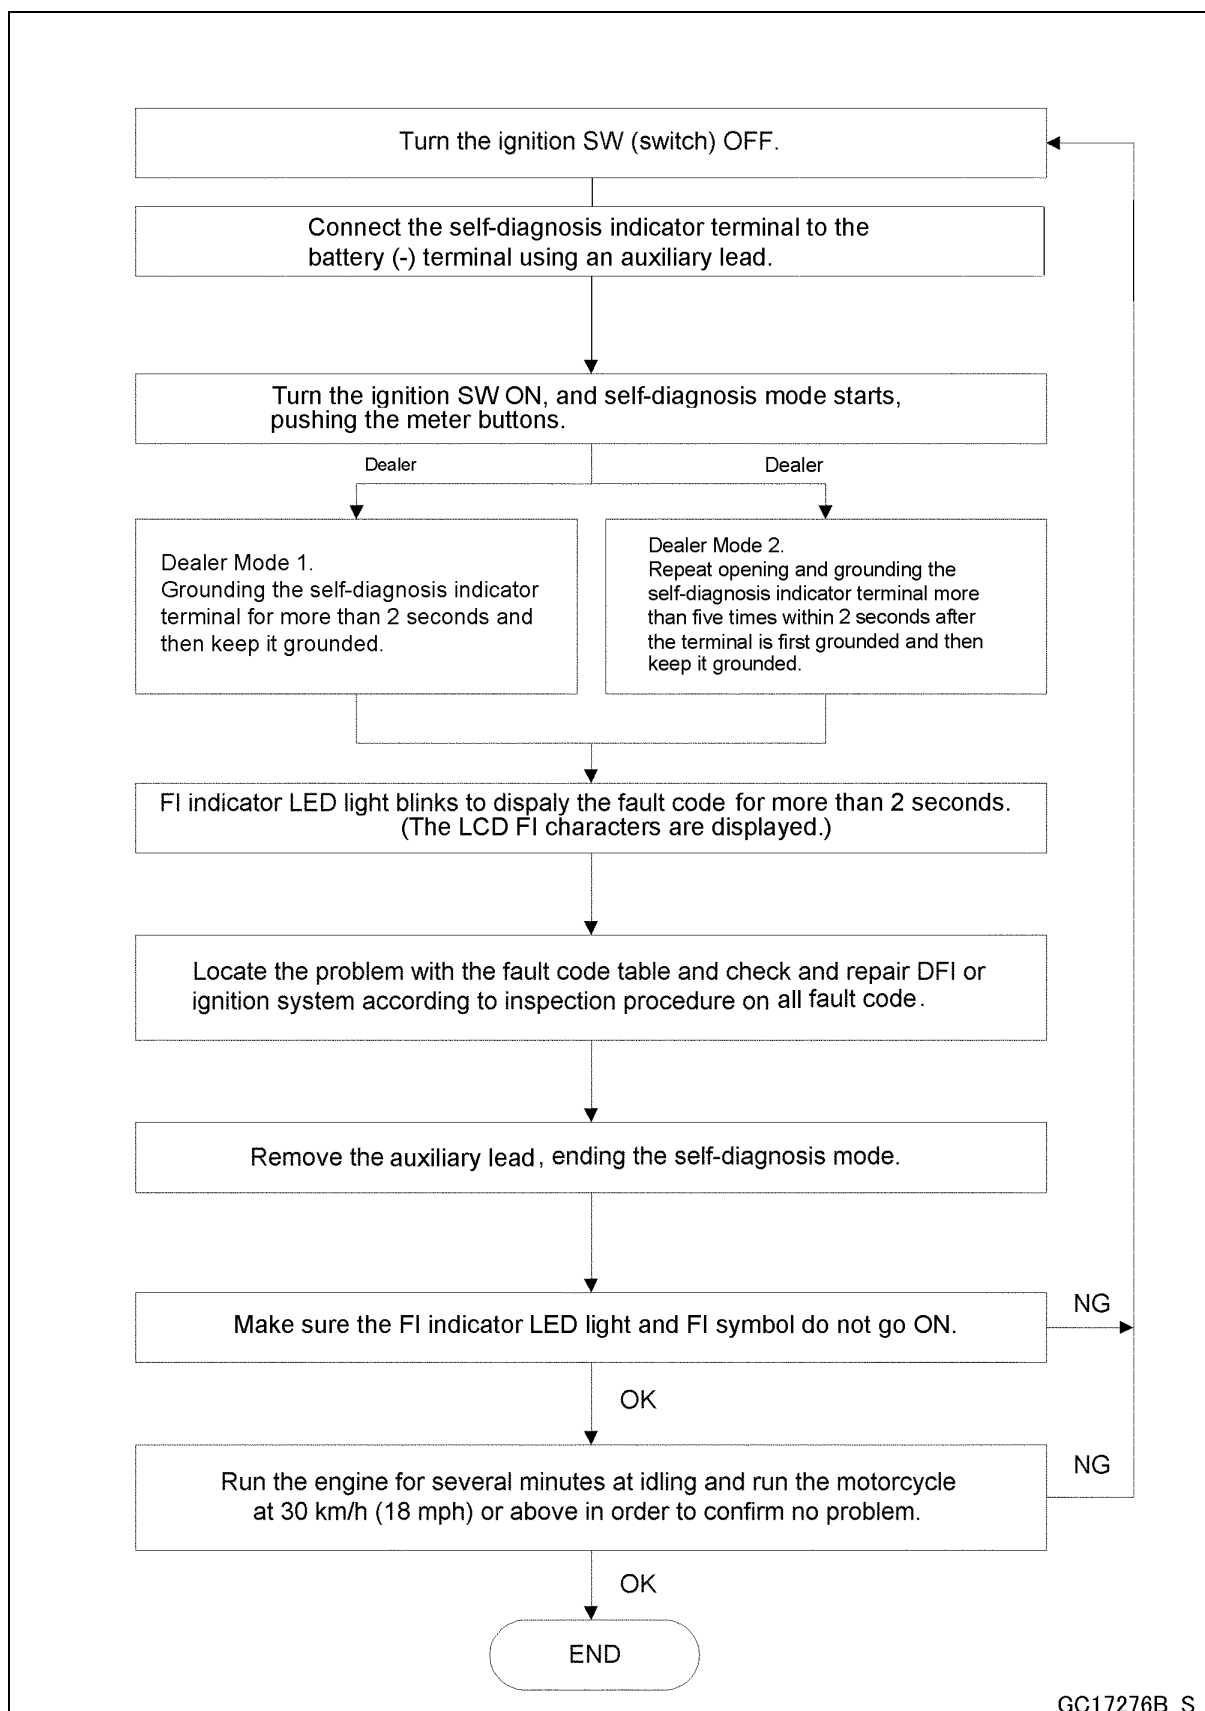 Turn the ignition SW (switch) OFF.
Connect the self-diagnosis indicator terminal to the
battery (-) terminal using an auxiliary lead.
Turn the ignition SW ON, and self-diagnosis mode starts,
pushing the meter buttons.
Dealer
Dealer
Dealer Mode 1.
Grounding the self-diagnosis indicator
terminal for more than 2 seconds and
then keep it grounded.
Dealer Mode 2.
Repeat opening and grounding the
self-diagnosis indicator terminal more
than five times within 2 seconds after
the terminal is first grounded and then
keep it grounded.
FI indicator LED light blinks to dispaly the fault code for more than 2 seconds.
(The LCD FI characters are displayed.)
Locate the problem with the fault code table and check and repair DFI or
ignition system according to inspection procedure on all fault code.
Remove the auxiliary lead, ending the self-diagnosis mode.
Make sure the FI indicator LED light and FI symbol do not go ON.
NG
OK
Run the engine for several minutes at idling and run the motorcycle
at 30 km/h (18 mph) or above in order to confirm no problem.
NG
OK
END
GC17276B S